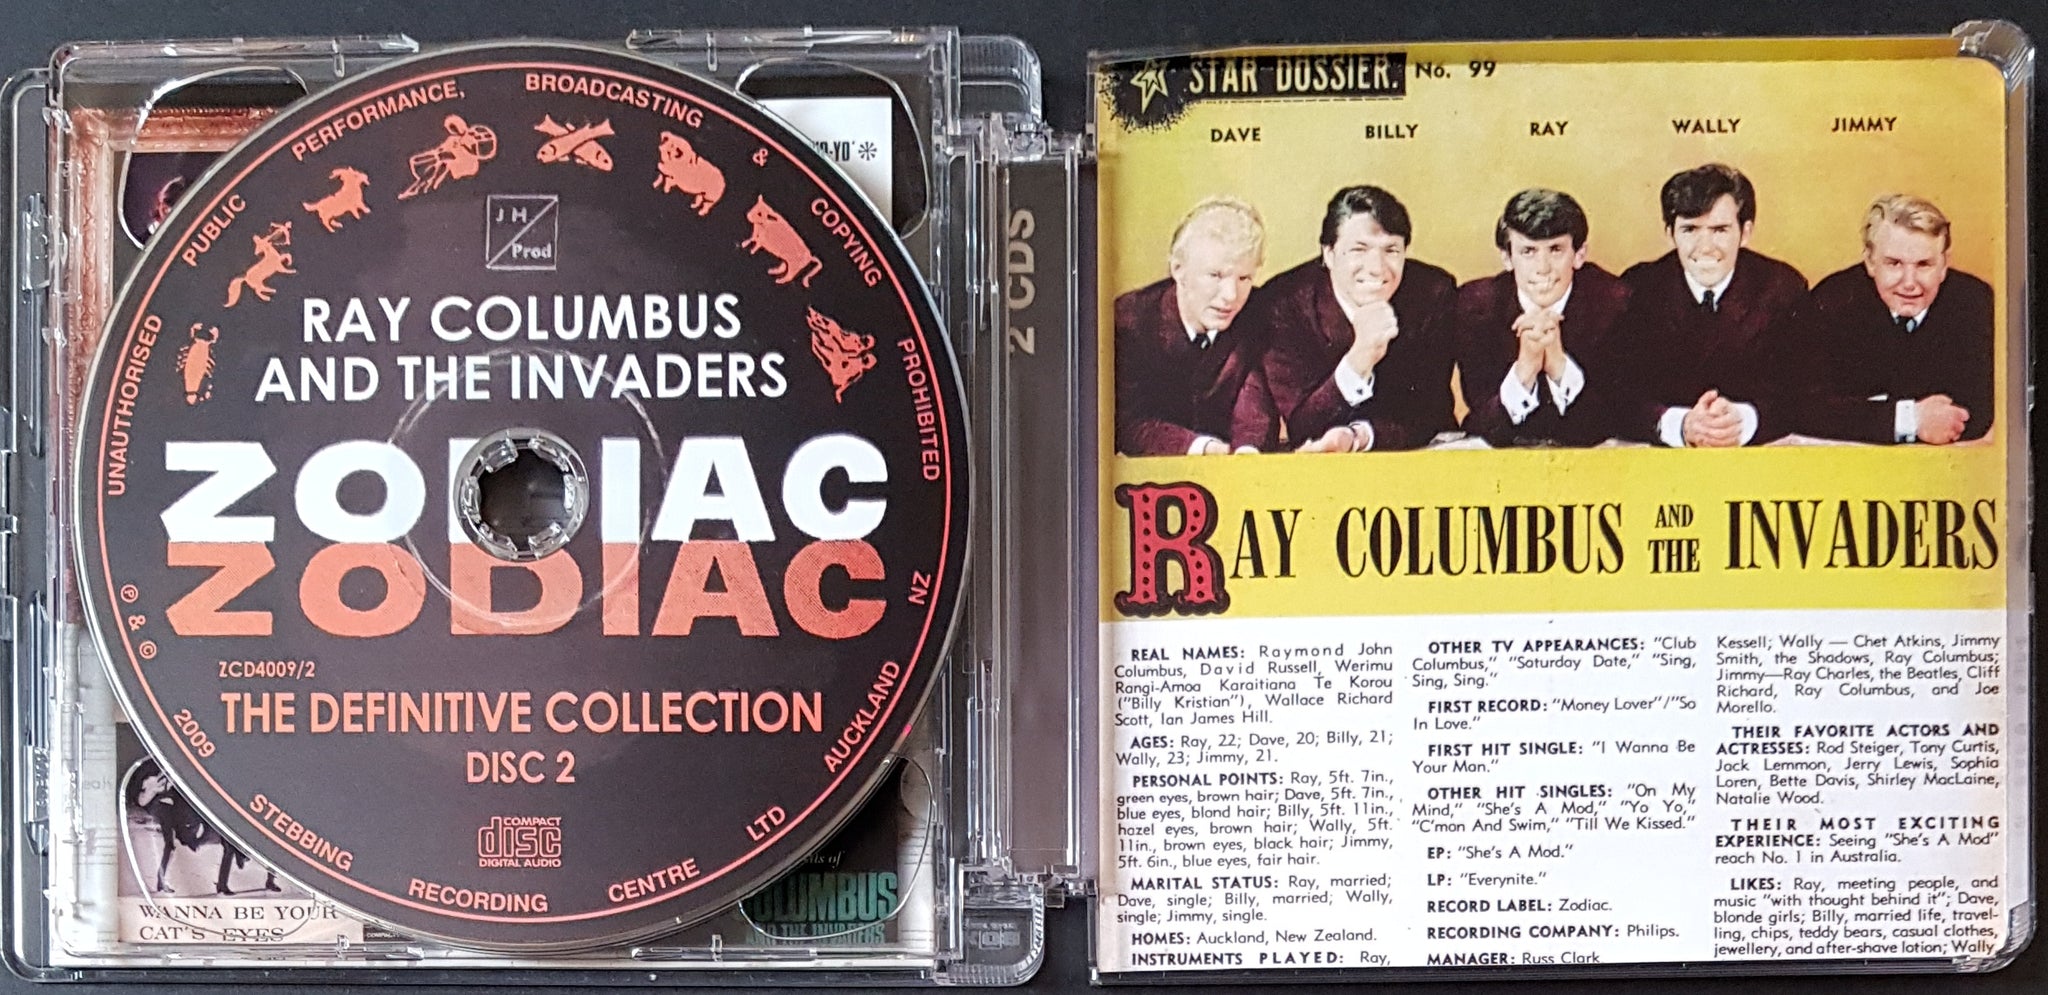 UNAUTHORISED PUBLIC PERFORMANCE, BROADCASTING & COPYING PROHIBITED
J H
Prod
RAY COLUMBUS
AND THE INVADERS
ZODIAC
ZODIAC
ZCD4009/2
THE DEFINITIVE COLLECTION
DISC 2
COMPACT
disc
DIGITAL AUDIO
℗ & © 2009 STEBBING RECORDING CENTRE LTD AUCKLAND NZ
WANNA BE YOUR
CAT'S EYES
COLUMBUS
AND THE INVADERS
2 CDS
STAR DOSSIER. No. 99
DAVE BILLY RAY WALLY JIMMY
RAY COLUMBUS AND THE INVADERS
REAL NAMES: Raymond John
Columbus, David Russell, Werimu
Rangi-Amoa Karaitiana Te Korou
("Billy Kristian"), Wallace Richard
Scott, Ian James Hill.
AGES: Ray, 22; Dave, 20; Billy, 21;
Wally, 23; Jimmy, 21.
PERSONAL POINTS: Ray, 5ft. 7in.,
green eyes, brown hair; Dave, 5ft. 7in.,
blue eyes, blond hair; Billy, 5ft. 11in.,
hazel eyes, brown hair; Wally, 5ft.
11in., brown eyes, black hair; Jimmy,
5ft. 6in., blue eyes, fair hair.
MARITAL STATUS: Ray, married;
Dave, single; Billy, married; Wally,
single; Jimmy, single.
HOMES: Auckland, New Zealand.
INSTRUMENTS PLAYED: Ray,
OTHER TV APPEARANCES: "Club
Columbus," "Saturday Date," "Sing,
Sing, Sing."
FIRST RECORD: "Money Lover"/"So
In Love."
FIRST HIT SINGLE: "I Wanna Be
Your Man."
OTHER HIT SINGLES: "On My
Mind," "She's A Mod," "Yo Yo,"
"C'mon And Swim," "Till We Kissed."
EP: "She's A Mod."
LP: "Everynite."
RECORD LABEL: Zodiac.
RECORDING COMPANY: Philips.
MANAGER: Russ Clark.
Kessell; Wally — Chet Atkins, Jimmy
Smith, the Shadows, Ray Columbus;
Jimmy—Ray Charles, the Beatles, Cliff
Richard, Ray Columbus, and Joe
Morello.
THEIR FAVORITE ACTORS AND
ACTRESSES: Rod Steiger, Tony Curtis,
Jack Lemmon, Jerry Lewis, Sophia
Loren, Bette Davis, Shirley MacLaine,
Natalie Wood.
THEIR MOST EXCITING
EXPERIENCE: Seeing "She's A Mod"
reach No. 1 in Australia.
LIKES: Ray, meeting people, and
music "with thought behind it"; Dave,
blonde girls; Billy, married life, travel-
ling, chips, teddy bears, casual clothes,
jewellery, and after-shave lotion; Wally